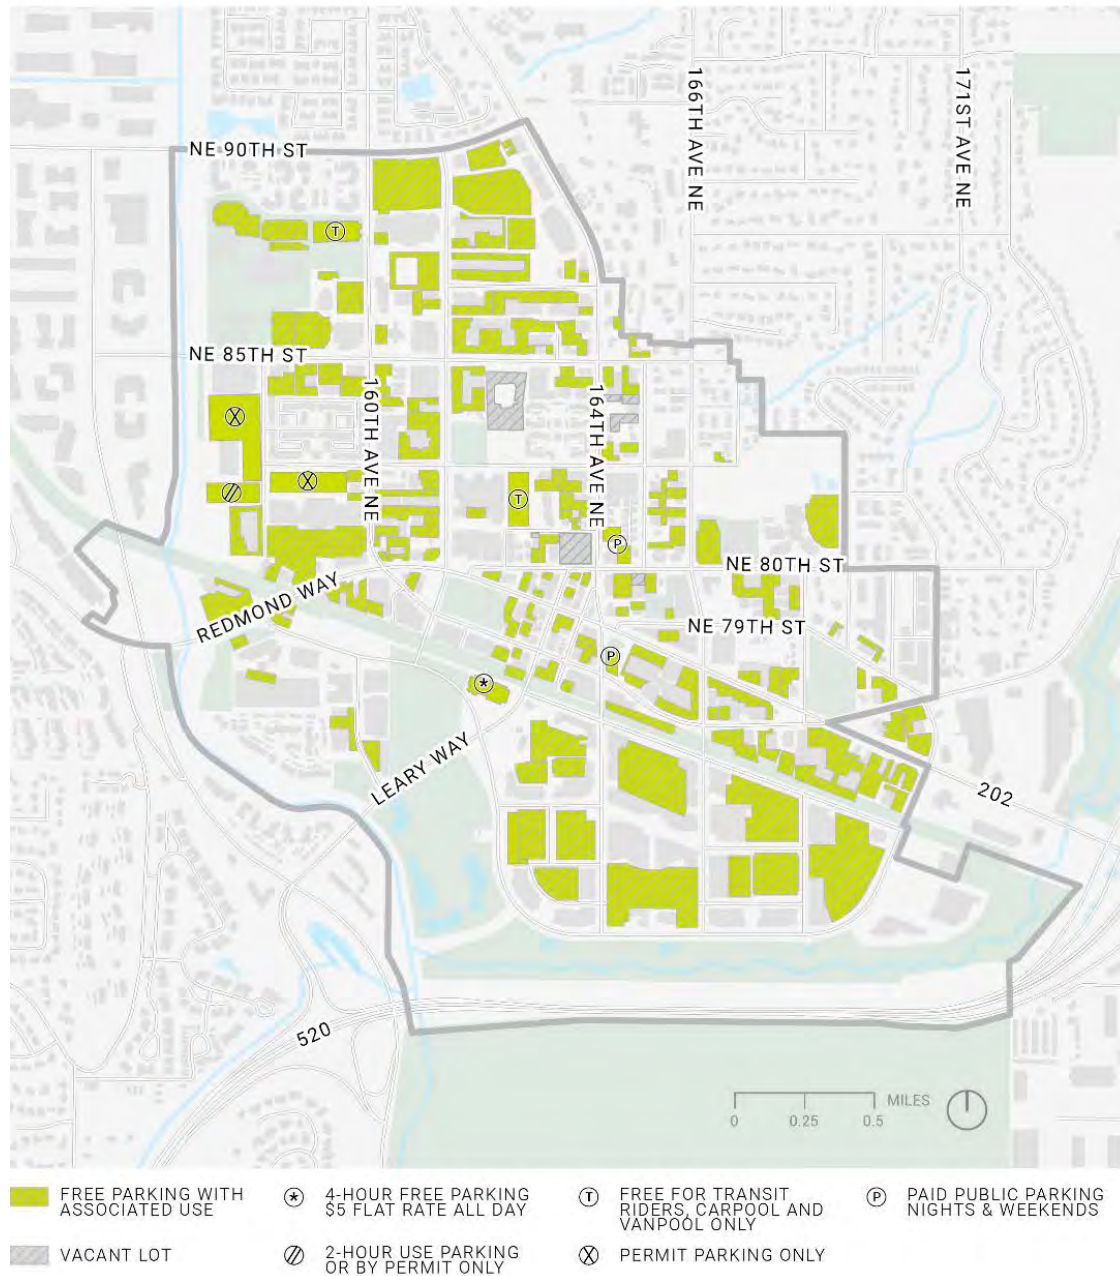 166TH AVE NE
171ST AVE NE
NE 90TH ST
T
NE 85TH ST
160TH AVE NE
164TH AVE NE
X
X
T
P
NE 80TH ST
REDMOND WAY
NE 79TH ST
P
*
LEARY WAY
202
520
MILES
0 0.25 0.5
FREE PARKING WITH
ASSOCIATED USE
VACANT LOT
*
4-HOUR FREE PARKING
$5 FLAT RATE ALL DAY
2-HOUR USE PARKING
OR BY PERMIT ONLY
T
FREE FOR TRANSIT
RIDERS, CARPOOL AND
VANPOOL ONLY
X
PERMIT PARKING ONLY
P
PAID PUBLIC PARKING
NIGHTS & WEEKENDS